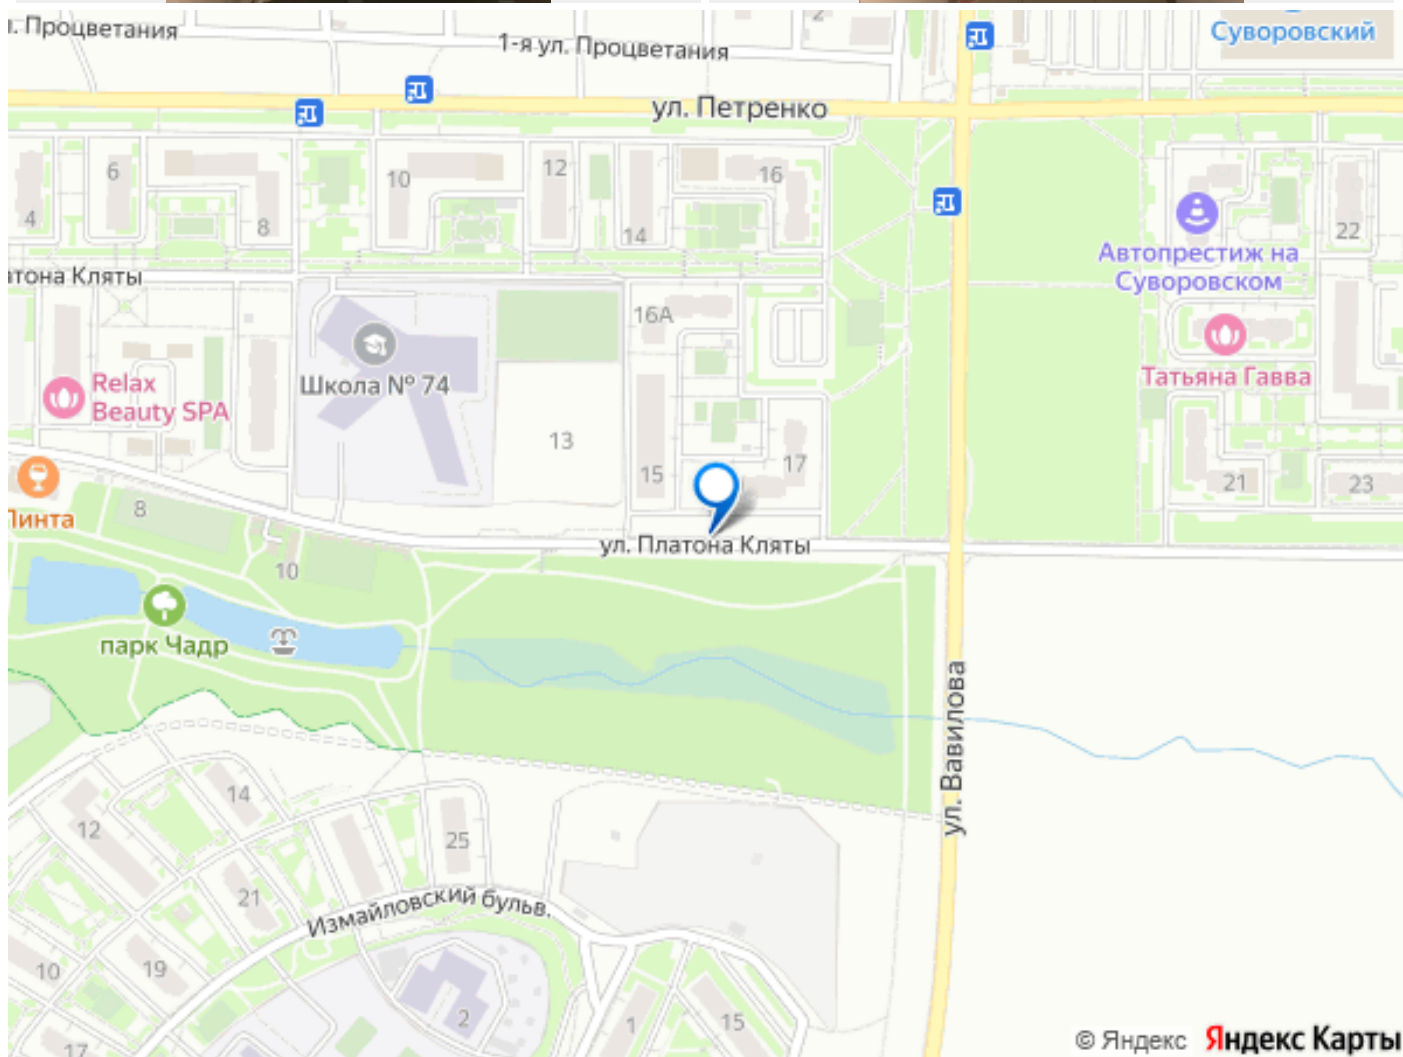 л. Процветания
1-я ул. Процветания
2
Суворовский
ул. Петренко
4
6
8
10
12
14
16
22
Автопрестиж на
Суворовском
атона Кляты
16А
Школа № 74
Relax
Beauty SPA
Татьяна Гавва
13
15
17
21
23
Пинта
8
10
ул. Платона Кляты
парк Чадр
ул. Вавилова
14
12
25
21
Измайловский бульв.
10
19
2
1
15
17
© Яндекс Яндекс Карты